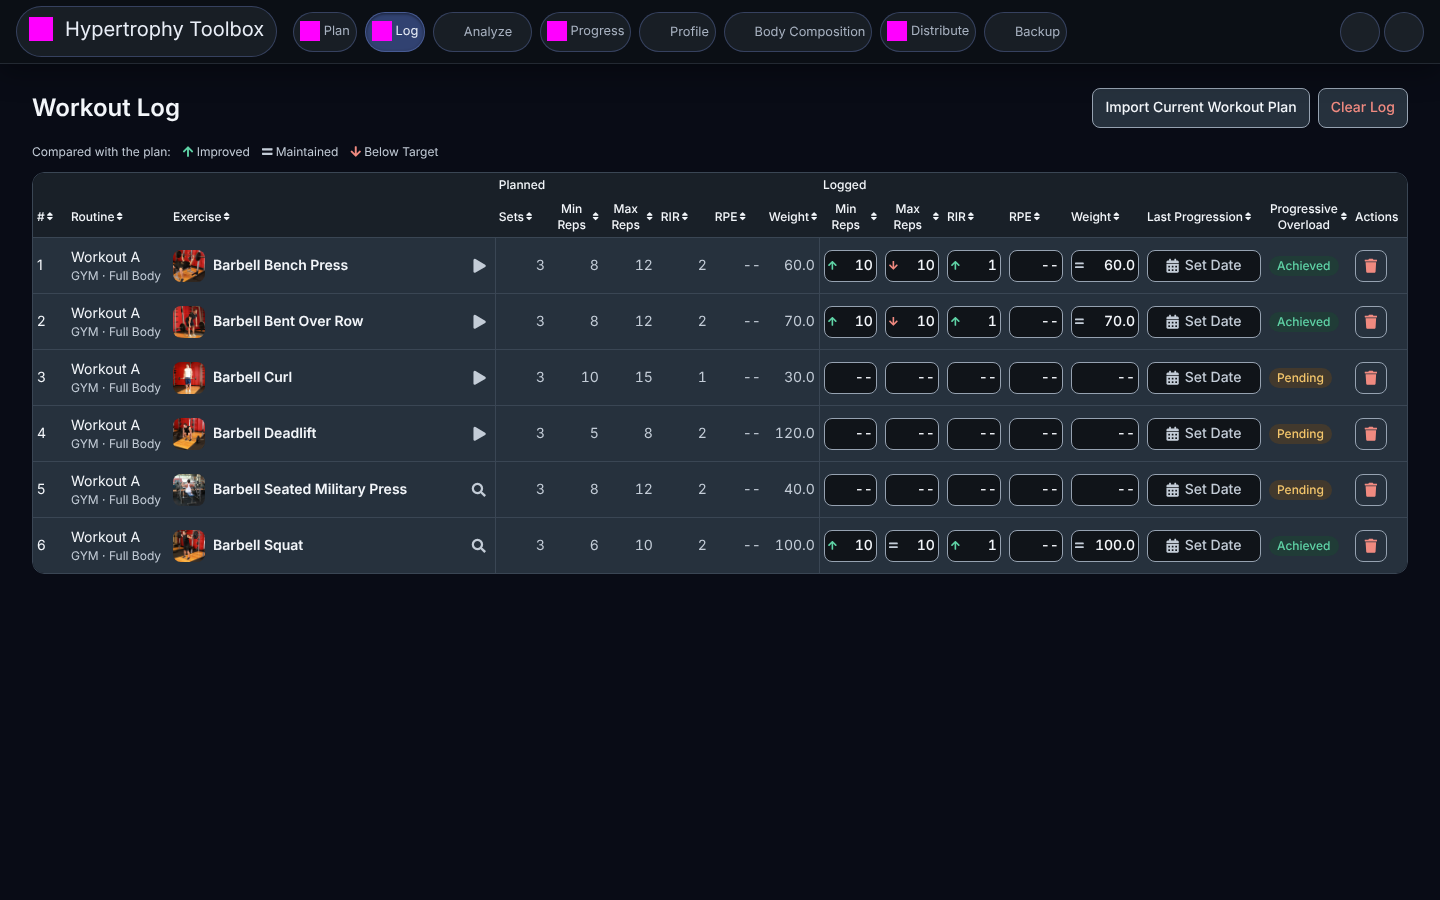 Hypertrophy Toolbox Plan Log Analyze Progress Profile Body Composition Distribute Backup
Workout Log
Import Current Workout Plan Clear Log
Compared with the plan: Improved Maintained Below Target
Planned Logged
# Routine Exercise Sets Min Reps Max Reps RIR RPE Weight Min Reps Max Reps RIR RPE Weight Last Progression Progressive Overload Actions
1 Workout A Barbell Bench Press 3 8 12 2 -- 60.0 10 10 1 -- = 60.0 Set Date Achieved
GYM · Full Body
2 Workout A Barbell Bent Over Row 3 8 12 2 -- 70.0 10 10 1 -- = 70.0 Set Date Achieved
GYM · Full Body
3 Workout A Barbell Curl 3 10 15 1 -- 30.0 -- -- -- -- -- Set Date Pending
GYM · Full Body
4 Workout A Barbell Deadlift 3 5 8 2 -- 120.0 -- -- -- -- -- Set Date Pending
GYM · Full Body
5 Workout A Barbell Seated Military Press 3 8 12 2 -- 40.0 -- -- -- -- -- Set Date Pending
GYM · Full Body
6 Workout A Barbell Squat 3 6 10 2 -- 100.0 10 = 10 1 -- = 100.0 Set Date Achieved
GYM · Full Body